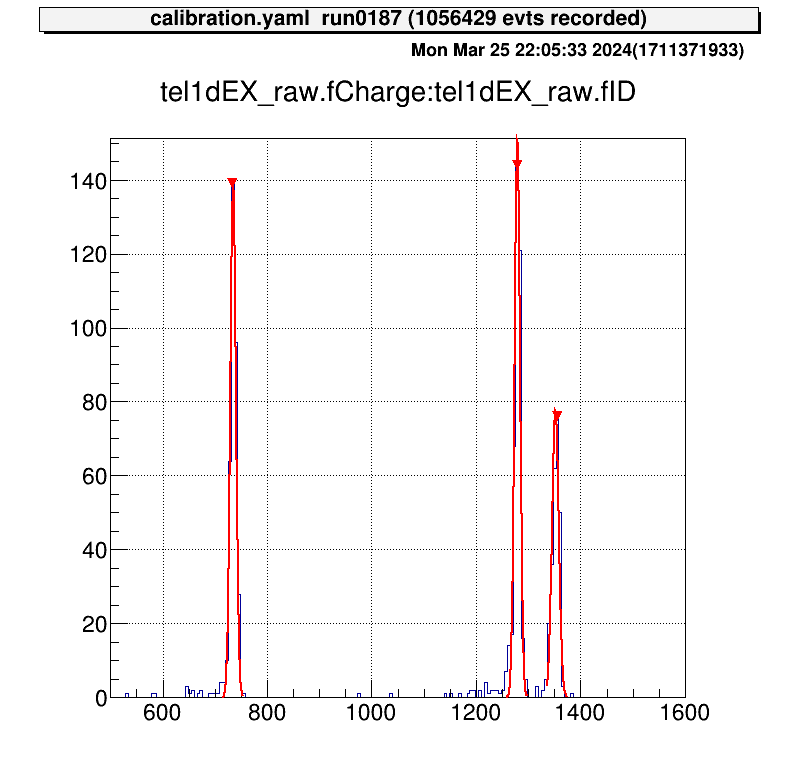 calibration.yaml run0187 (1056429 evts recorded)
Mon Mar 25 22:05:33 2024(1711371933)
tel1dEX_raw.fCharge:tel1dEX_raw.fID
140
120
100
80
60
40
20
0
600 800 1000 1200 1400 1600